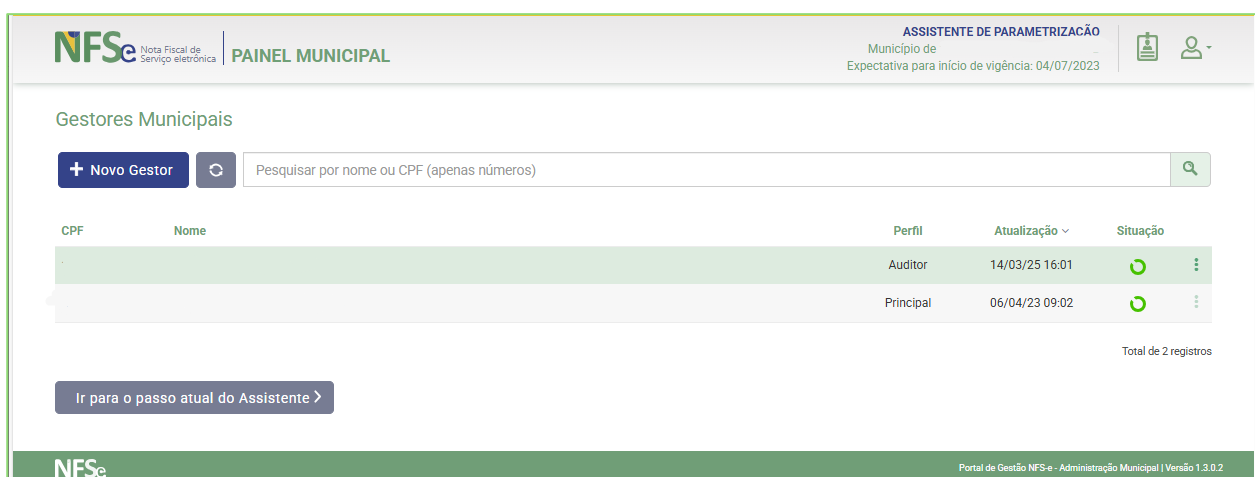 NFSe Nota Fiscal de Serviço eletrônica PAINEL MUNICIPAL
ASSISTENTE DE PARAMETRIZACÃO
Município de
Expectativa para início de vigência: 04/07/2023
Gestores Municipais
+ Novo Gestor
Pesquisar por nome ou CPF (apenas números)
CPF Nome Perfil Atualização Situação
Auditor 14/03/25 16:01
Principal 06/04/23 09:02
Total de 2 registros
Ir para o passo atual do Assistente
NFSe
Portal de Gestão NFS-e - Administração Municipal | Versão 1.3.0.2